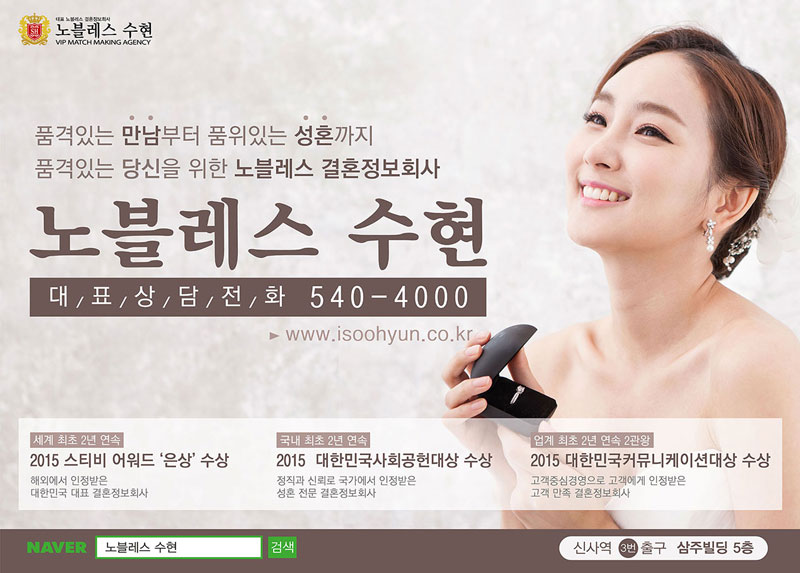 대표 노블레스 결혼정보회사
노블레스 수현
VIP MATCH MAKING AGENCY
SH
품격있는 만남부터 품위있는 성혼까지
품격있는 당신을 위한 노블레스 결혼정보회사
노블레스 수현
대/표/상/담/전/화 540-4000
► www.isoohyun.co.kr
세계 최초 2년 연속
2015 스티비 어워드 ‘은상’ 수상
해외에서 인정받은
대한민국 대표 결혼정보회사
국내 최초 2년 연속
2015 대한민국사회공헌대상 수상
정직과 신뢰로 국가에서 인정받은
성혼 전문 결혼정보회사
업계 최초 2년 연속 2관왕
2015 대한민국커뮤니케이션대상 수상
고객중심경영으로 고객에게 인정받은
고객 만족 결혼정보회사
NAVER 노블레스 수현 검색
신사역 3번 출구 삼주빌딩 5층